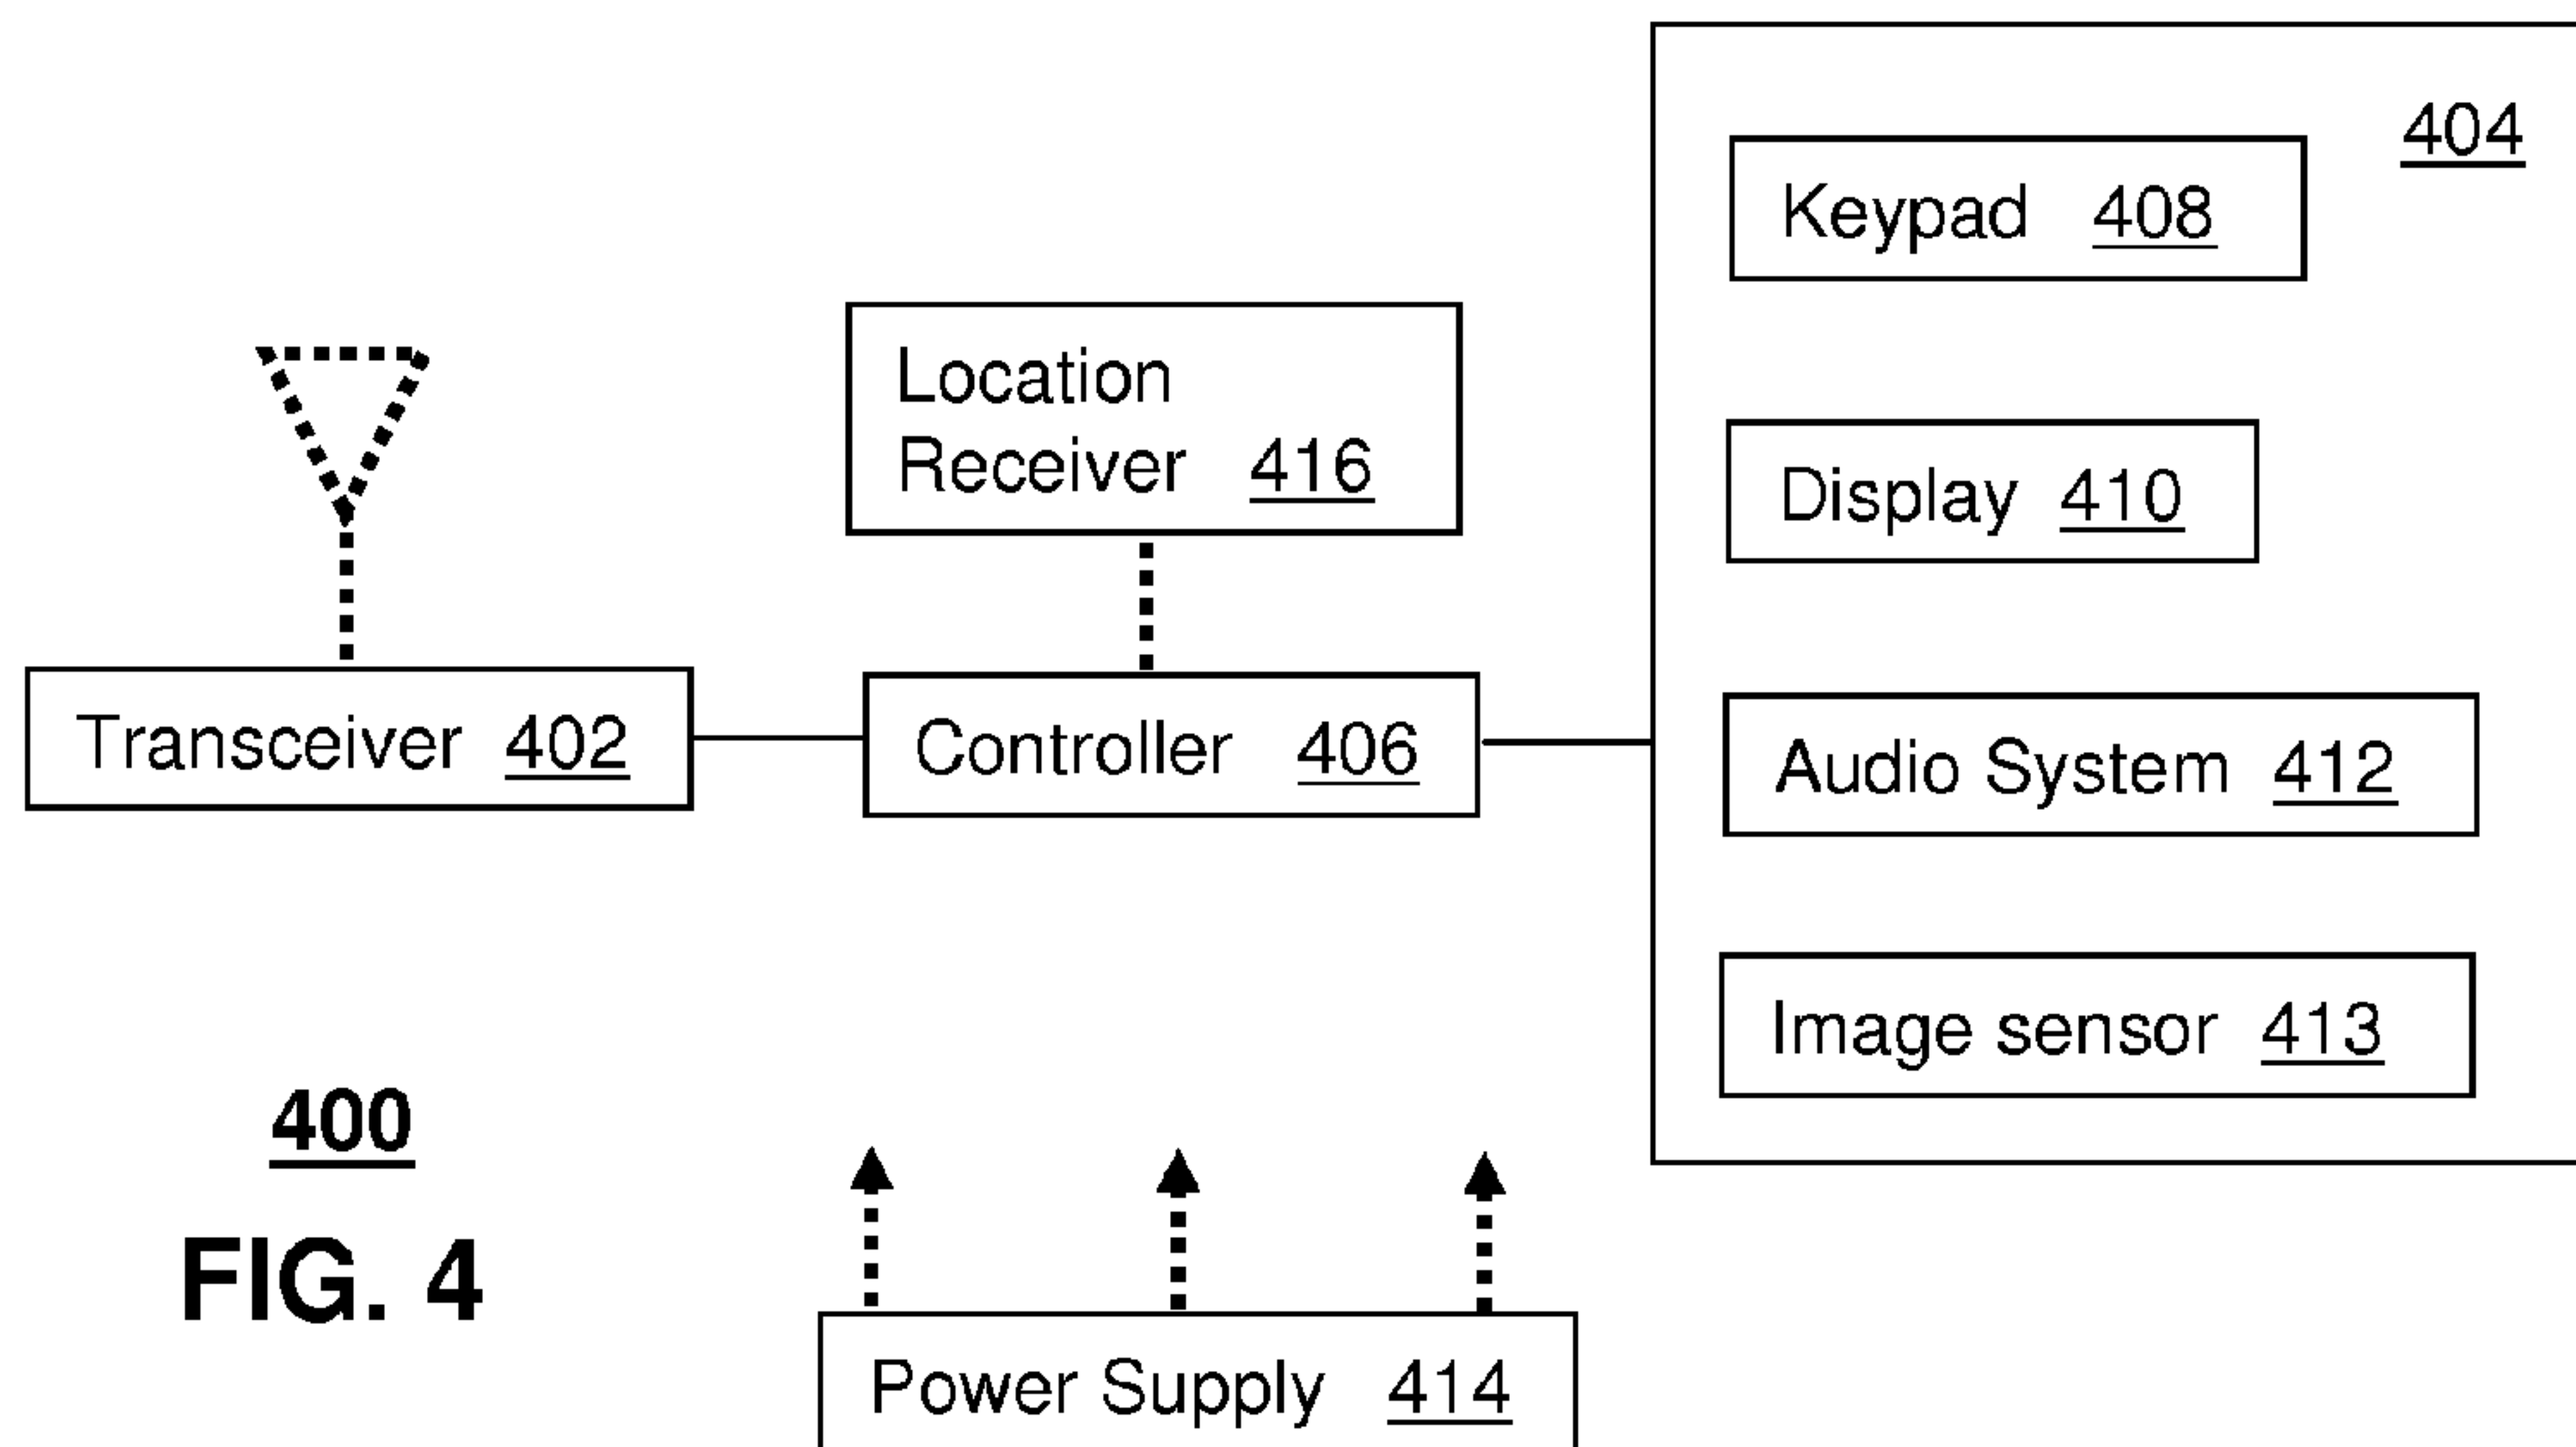 404
Keypad 408
Location
Receiver 416
Display 410
Transceiver 402
Controller 406
Audio System 412
Image sensor 413
400
FIG. 4
Power Supply 414